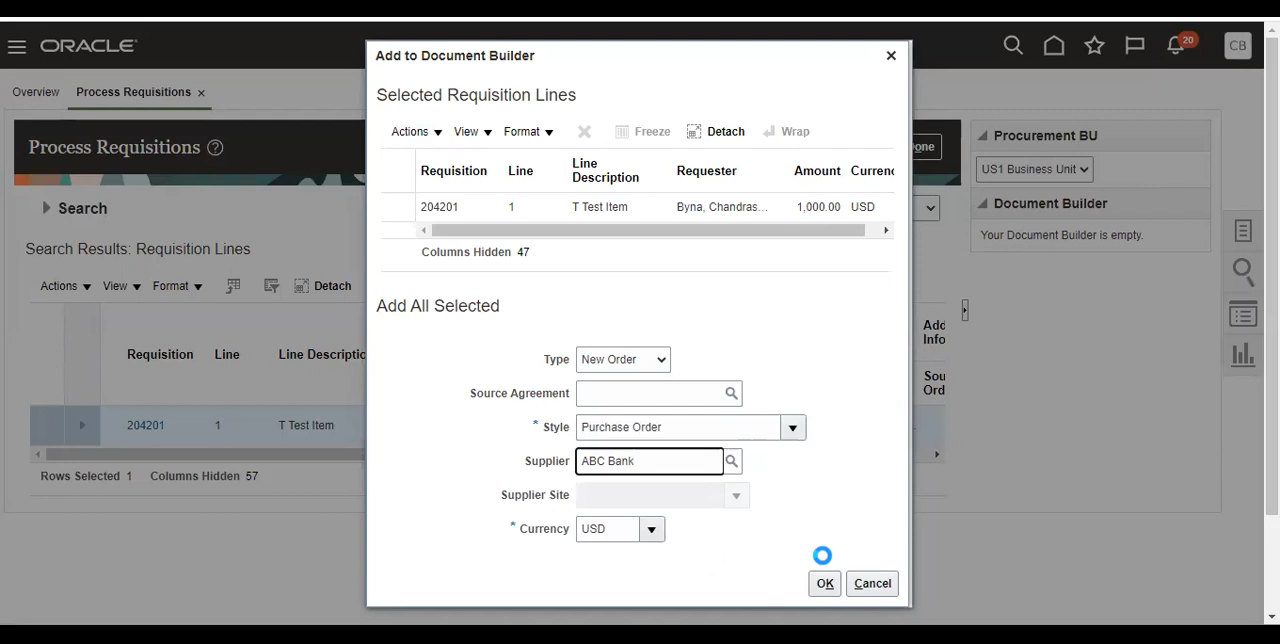 ORACLE
20
CB
Overview
Process Requisitions ×
Process Requisitions ?
one
Search
Search Results: Requisition Lines
Actions View Format Detach
Requisition Line Line Descriptio
Add
Info
Sou
Ord
204201 1 T Test Item
Rows Selected 1 Columns Hidden 57
Add to Document Builder
Selected Requisition Lines
Actions View Format Freeze Detach Wrap
Requisition Line Line Description Requester Amount Currenc
204201 1 T Test Item Byna, Chandras... 1,000.00 USD
Columns Hidden 47
Add All Selected
Type New Order
Source Agreement
* Style Purchase Order
Supplier ABC Bank
Supplier Site
* Currency USD
OK Cancel
Procurement BU
US1 Business Unit
Document Builder
Your Document Builder is empty.